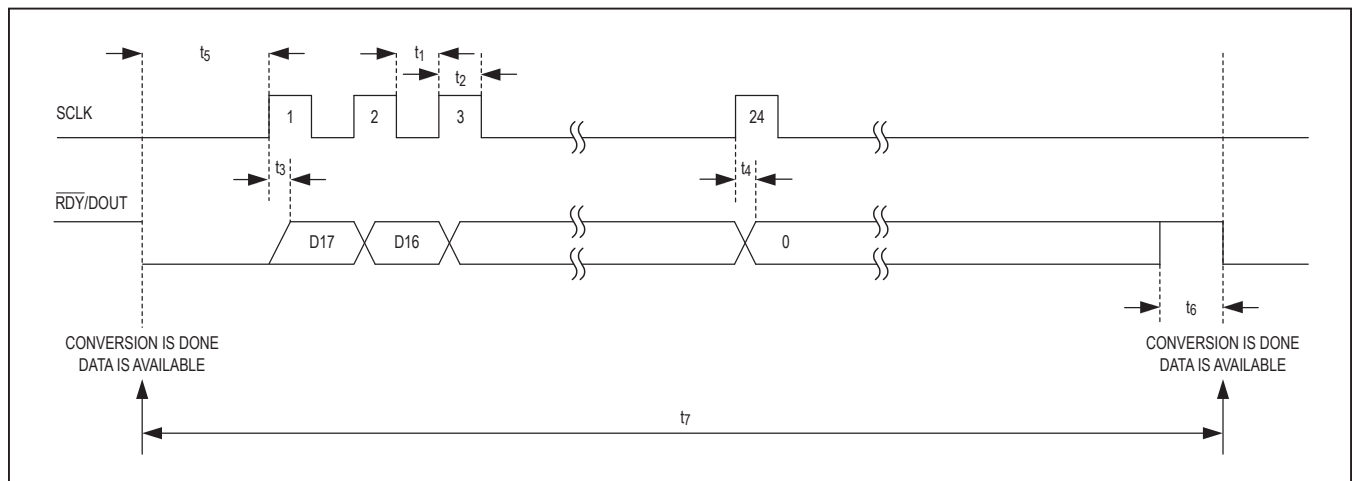 t5
t1
t2
SCLK
1
2
3
24
t3
t4
RDY/DOUT
D17
D16
0
t6
CONVERSION IS DONE
DATA IS AVAILABLE
CONVERSION IS DONE
DATA IS AVAILABLE
t7